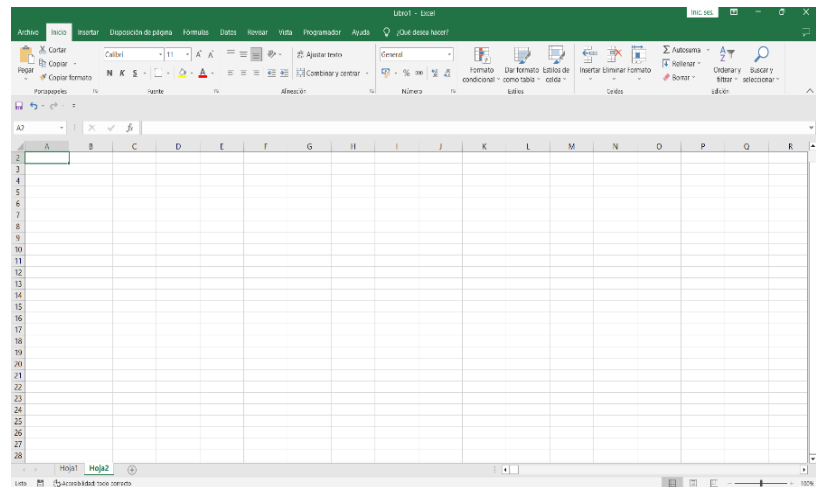 Libro1 - Excel
Inic. ses.
Archivo Inicio Insertar Disposición de página Fórmulas Datos Revisar Vista Programador Ayuda ¿Qué desea hacer?
Pegar
Cortar
Copiar
Copiar formato
Portapapeles
Calibri 11 A A
N K S A
Fuente
Ajustar texto
Combinar y centrar
Alineación
General
% 000
Número
Formato condicional
Dar formato como tabla
Estilos de celda
Estilos
Insertar Eliminar Formato
Celdas
Autosuma
Rellenar
Borrar
Ordenar y filtrar
Buscar y seleccionar
Edición
A2 fx
A B C D E F G H I J K L M N O P Q R
2
3
4
5
6
7
8
9
10
11
12
13
14
15
16
17
18
19
20
21
22
23
24
25
26
27
28
Hoja1 Hoja2
Listo Accesibilidad: todo correcto 100%